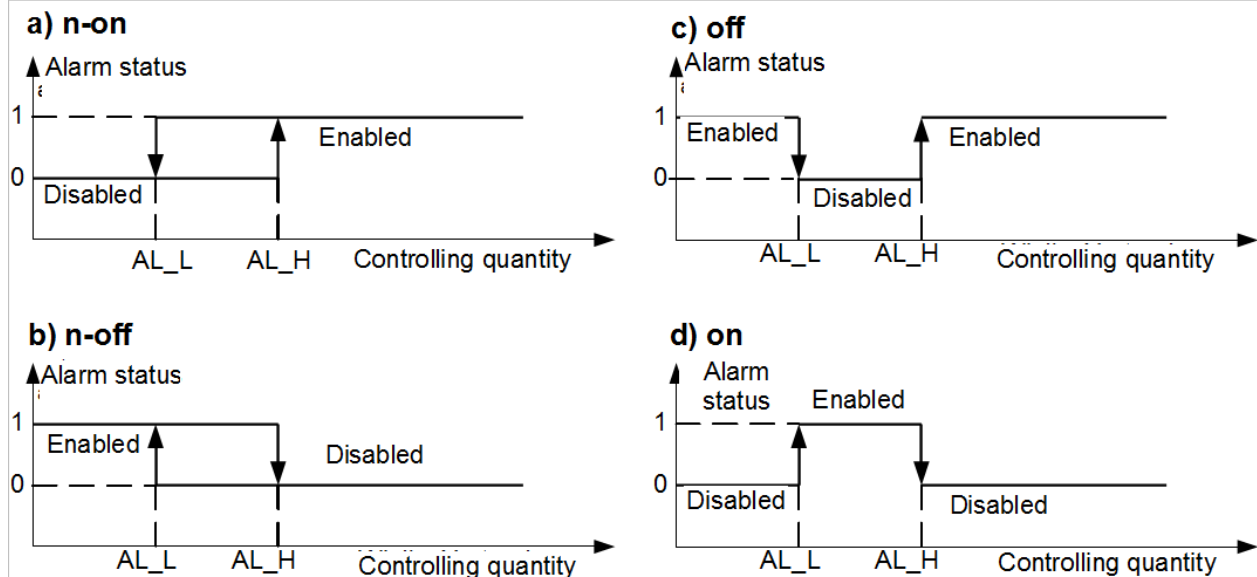 a) n-on
Alarm status
1
Enabled
0
Disabled
AL_L
AL_H
Controlling quantity
c) off
Alarm status
1
Enabled
Enabled
0
Disabled
AL_L
AL_H
Controlling quantity
b) n-off
Alarm status
1
Enabled
Disabled
0
AL_L
AL_H
Controlling quantity
d) on
Alarm
status
Enabled
1
0
Disabled
Disabled
AL_L
AL_H
Controlling quantity